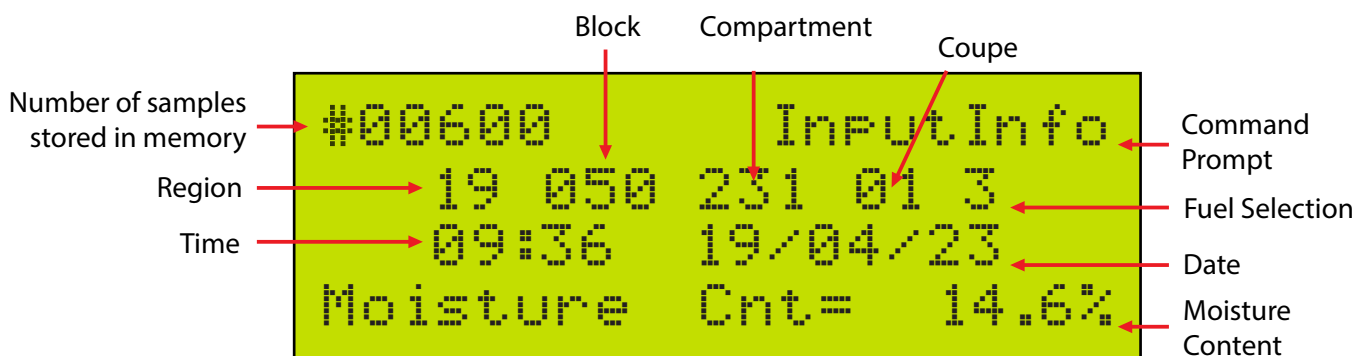 Block
Compartment
Coupe
Number of samples
stored in memory
#00600 InputInfo
Command
Prompt
Region
19 050 231 01 3
Fuel Selection
Time
09:36 19/04/23
Date
Moisture Cnt= 14.6%
Moisture
Content